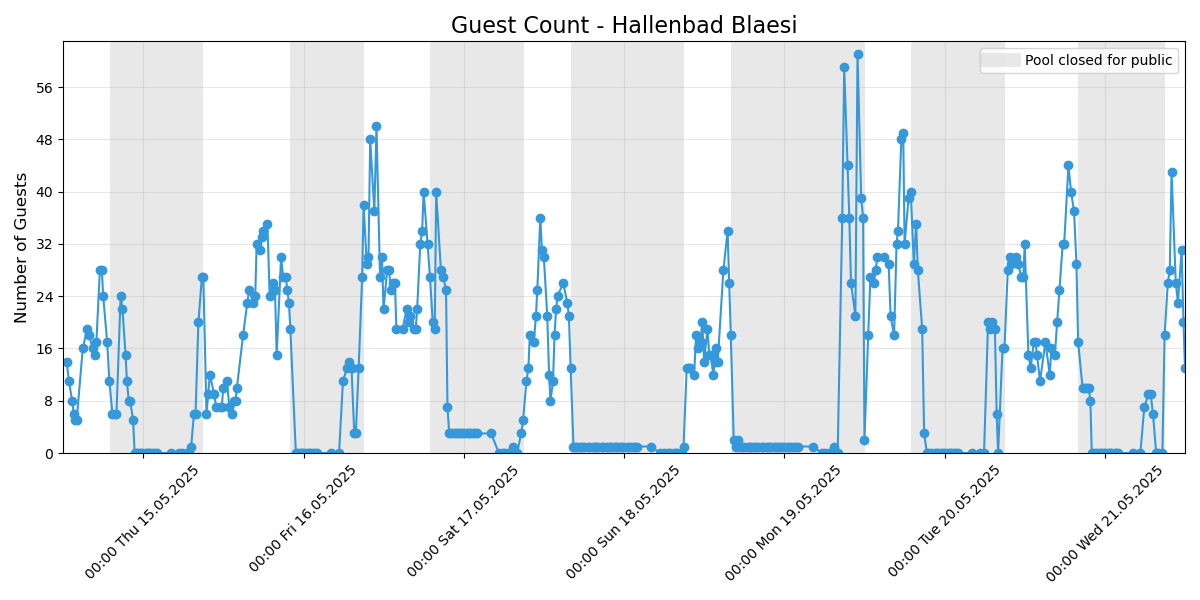 Guest Count - Hallenbad Blaesi
Pool closed for public
Number of Guests
56
48
40
32
24
16
8
0
00:00 Thu 15.05.2025
00:00 Fri 16.05.2025
00:00 Sat 17.05.2025
00:00 Sun 18.05.2025
00:00 Mon 19.05.2025
00:00 Tue 20.05.2025
00:00 Wed 21.05.2025